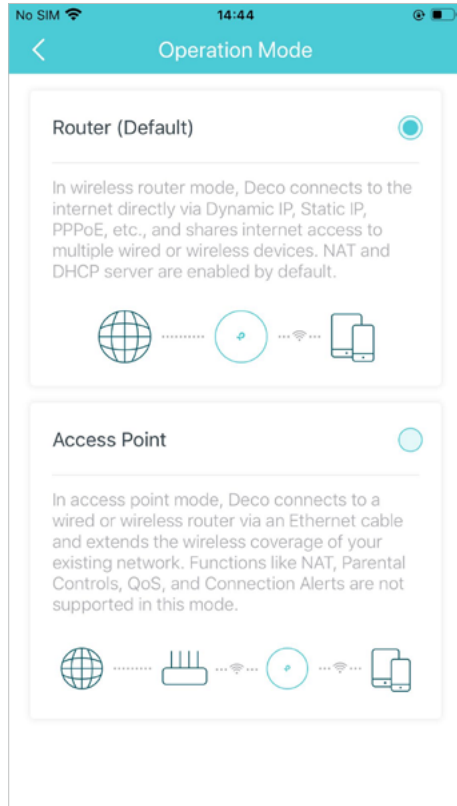 No SIM 14:44
Operation Mode
Router (Default)
In wireless router mode, Deco connects to the
internet directly via Dynamic IP, Static IP,
PPPoE, etc., and shares internet access to
multiple wired or wireless devices. NAT and
DHCP server are enabled by default.
Access Point
In access point mode, Deco connects to a
wired or wireless router via an Ethernet cable
and extends the wireless coverage of your
existing network. Functions like NAT, Parental
Controls, QoS, and Connection Alerts are not
supported in this mode.